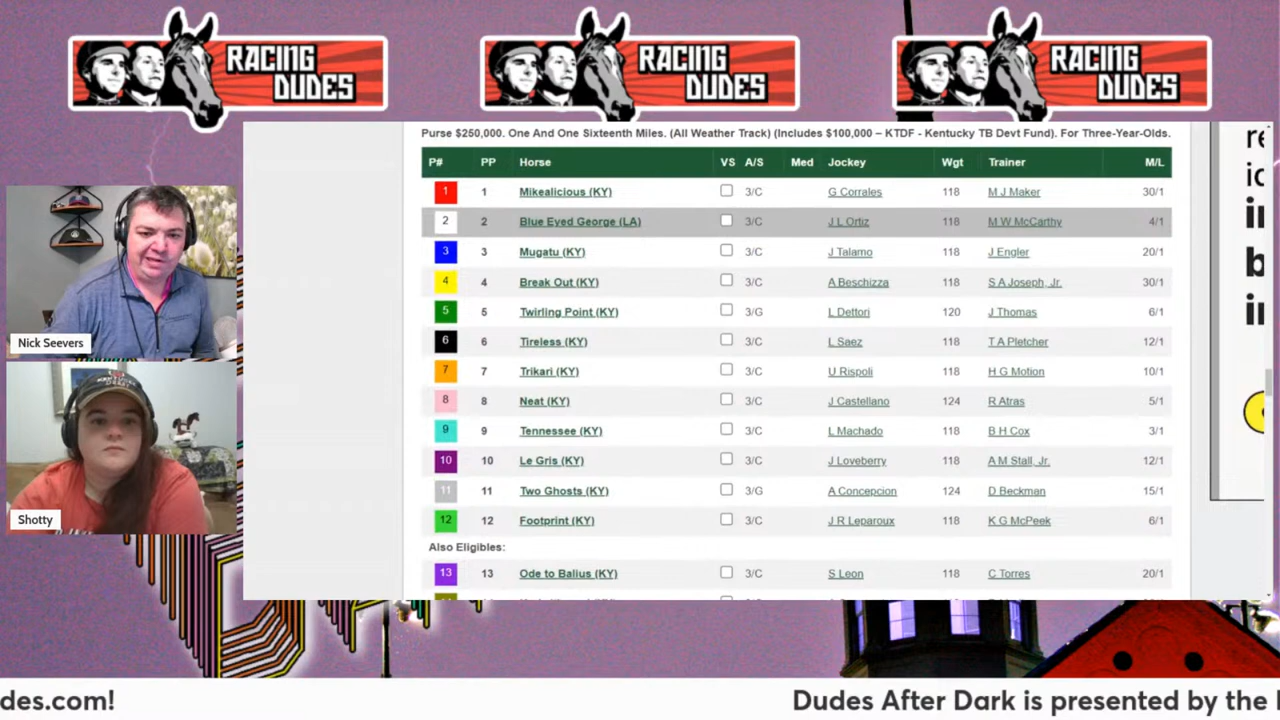 RACING
DUDES
RACING
DUDES
RACING
DUDES
Purse $250,000. One And One Sixteenth Miles. (All Weather Track) (Includes $100,000 – KTDF - Kentucky TB Devt Fund). For Three-Year-Olds.
P# PP Horse VS A/S Med Jockey Wgt Trainer M/L
1 1 Mikealicious (KY) 3/C G Corrales 118 M J Maker 30/1
2 2 Blue Eyed George (LA) 3/C J L Ortiz 118 M W McCarthy 4/1
3 3 Mugatu (KY) 3/C J Talamo 118 J Engler 20/1
4 4 Break Out (KY) 3/C A Beschizza 118 S A Joseph, Jr. 30/1
5 5 Twirling Point (KY) 3/G L Dettori 120 J Thomas 6/1
6 6 Tireless (KY) 3/C L Saez 118 T A Pletcher 12/1
7 7 Trikari (KY) 3/C U Rispoli 118 H G Motion 10/1
8 8 Neat (KY) 3/C J Castellano 124 R Atras 5/1
9 9 Tennessee (KY) 3/C L Machado 118 B H Cox 3/1
10 10 Le Gris (KY) 3/C J Loveberry 118 A M Stall, Jr. 12/1
11 11 Two Ghosts (KY) 3/G A Concepcion 124 D Beckman 15/1
12 12 Footprint (KY) 3/C J R Leparoux 118 K G McPeek 6/1
Also Eligibles:
13 13 Ode to Balius (KY) 3/C S Leon 118 C Torres 20/1
Nick Seevers
Shotty
des.com! Dudes After Dark is presented by the